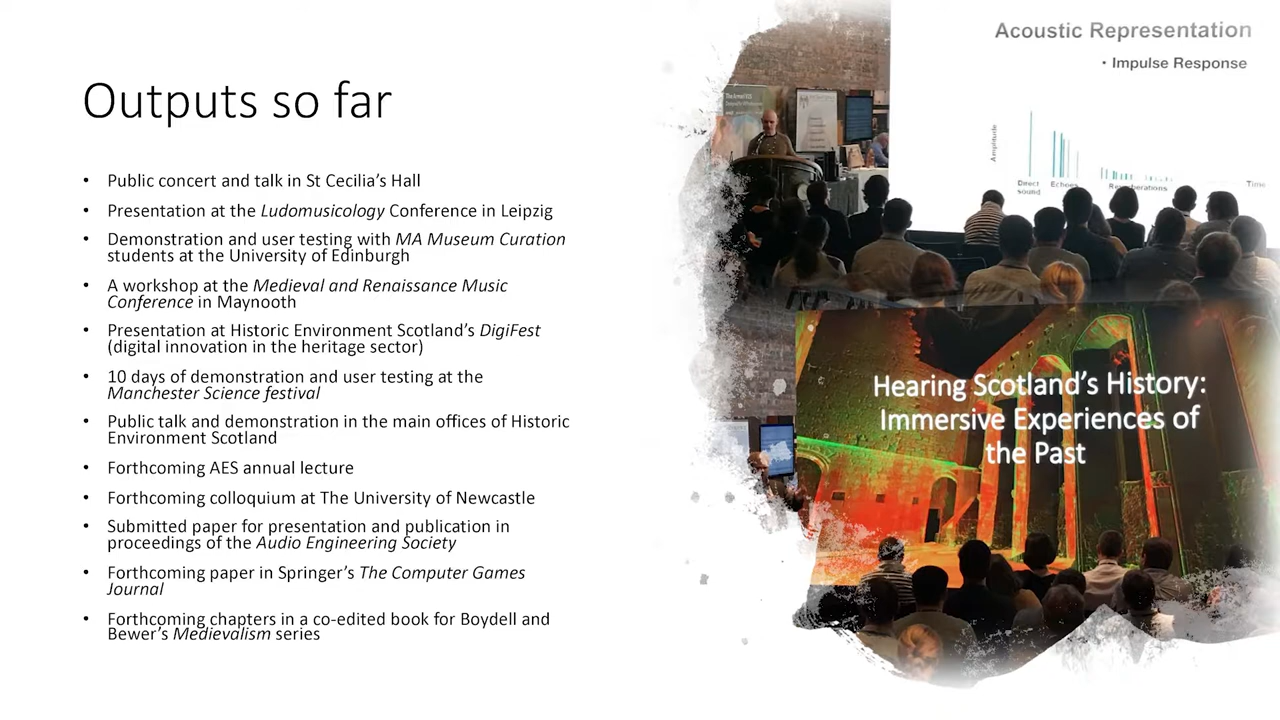 Outputs so far
• Public concert and talk in St Cecilia's Hall
• Presentation at the Ludomusicology Conference in Leipzig
• Demonstration and user testing with MA Museum Curation
students at the University of Edinburgh
• A workshop at the Medieval and Renaissance Music
Conference in Maynooth
• Presentation at Historic Environment Scotland's DigiFest
(digital innovation in the heritage sector)
• 10 days of demonstration and user testing at the
Manchester Science festival
• Public talk and demonstration in the main offices of Historic
Environment Scotland
• Forthcoming AES annual lecture
• Forthcoming colloquium at The University of Newcastle
• Submitted paper for presentation and publication in
proceedings of the Audio Engineering Society
• Forthcoming paper in Springer's The Computer Games
Journal
• Forthcoming chapters in a co-edited book for Boydell and
Bewer's Medievalism series
Acoustic Representation
• Impulse Response
Amplitude
Direct
sound
Echoes
Reverberations
Time
Hearing Scotland's History:
Immersive Experiences of
the Past